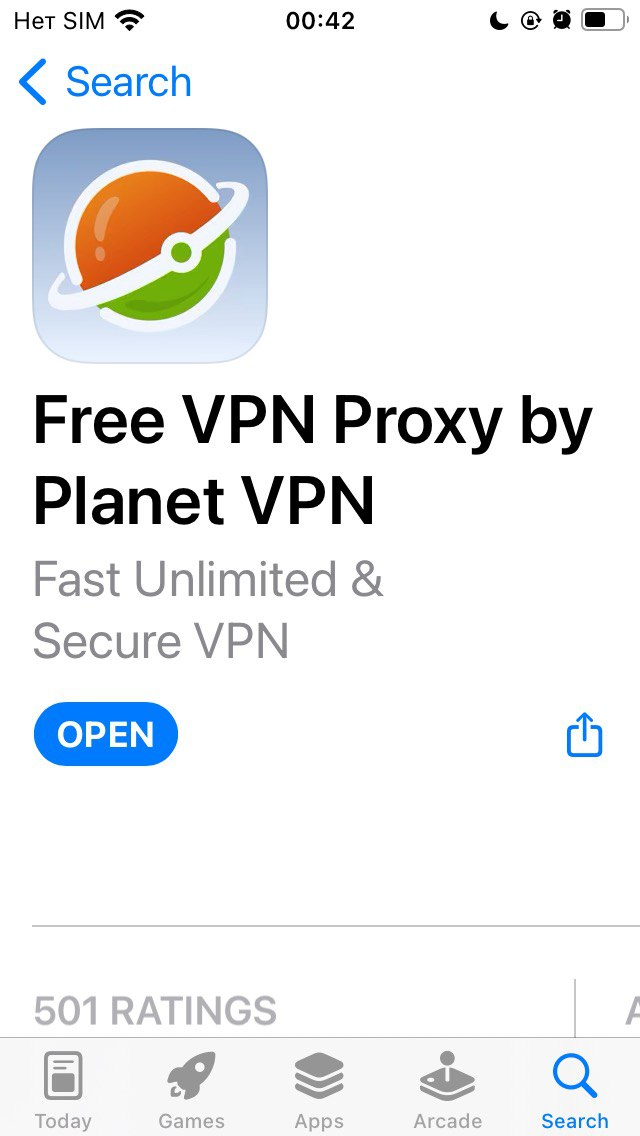 Нет SIM 00:42
Search
Free VPN Proxy by
Planet VPN
Fast Unlimited &
Secure VPN
OPEN
501 RATINGS
Today Games Apps Arcade Search